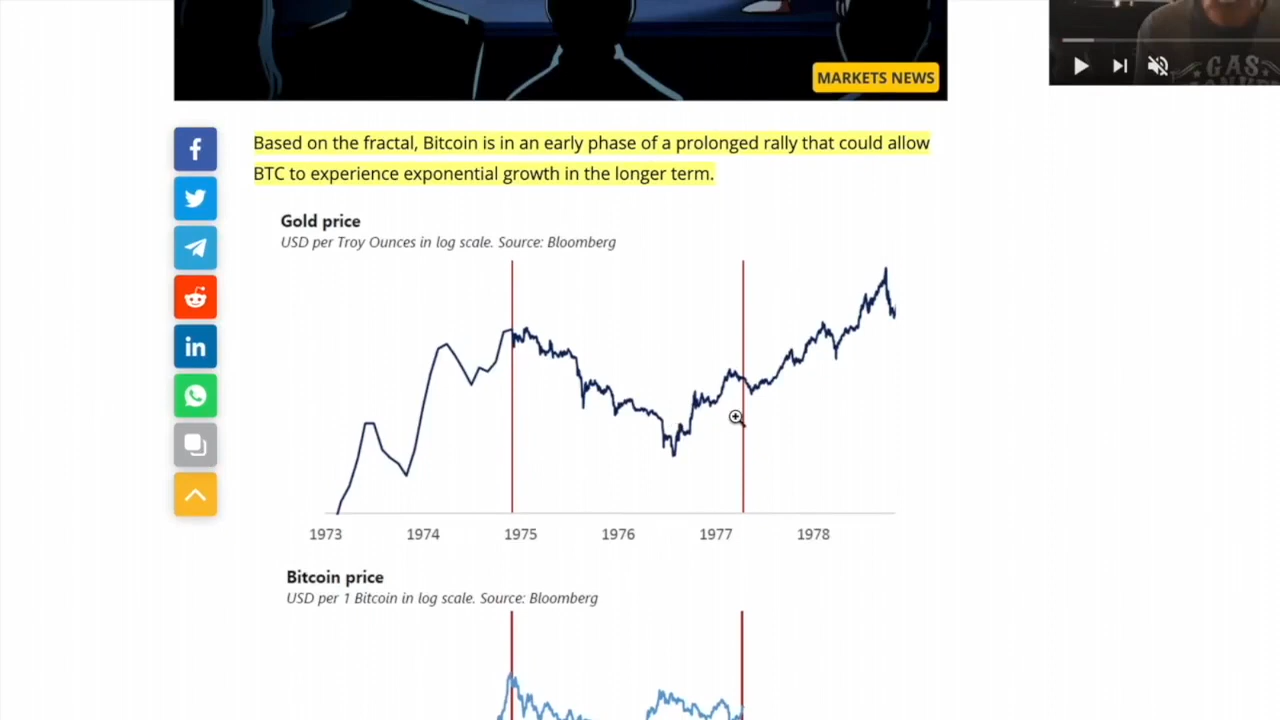 MARKETS NEWS
GAS
Based on the fractal, Bitcoin is in an early phase of a prolonged rally that could allow
BTC to experience exponential growth in the longer term.
Gold price
USD per Troy Ounces in log scale. Source: Bloomberg
1973 1974 1975 1976 1977 1978
Bitcoin price
USD per 1 Bitcoin in log scale. Source: Bloomberg